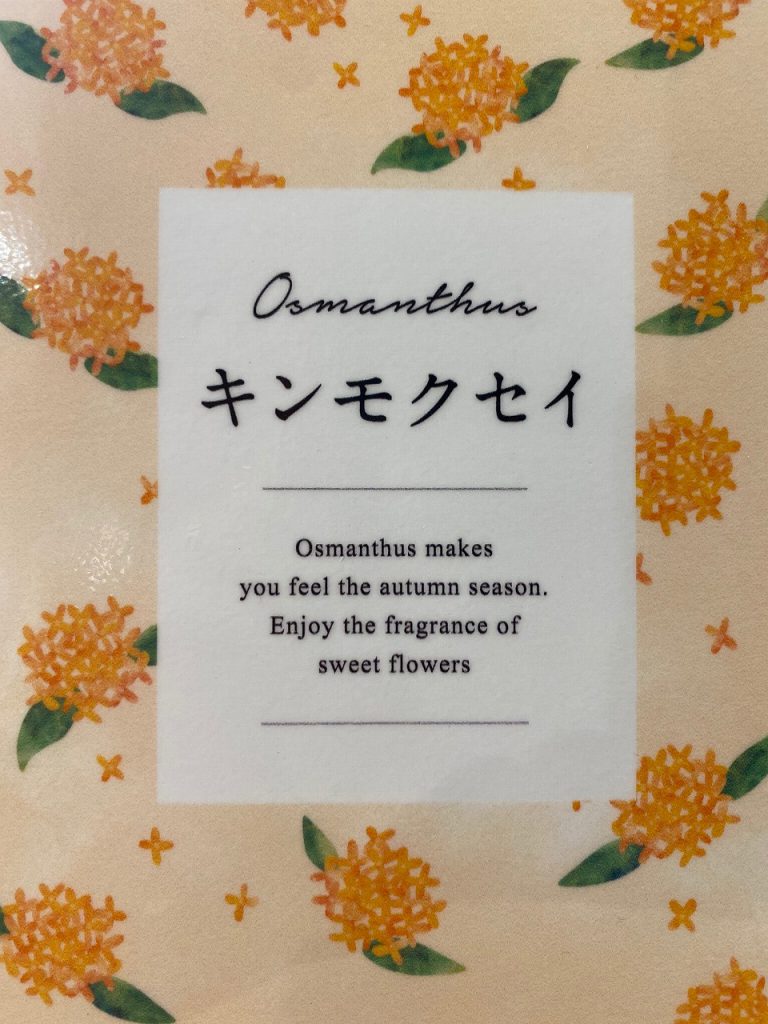 Osmanthus
キンモクセイ
Osmanthus makes
you feel the autumn season.
Enjoy the fragrance of
sweet flowers